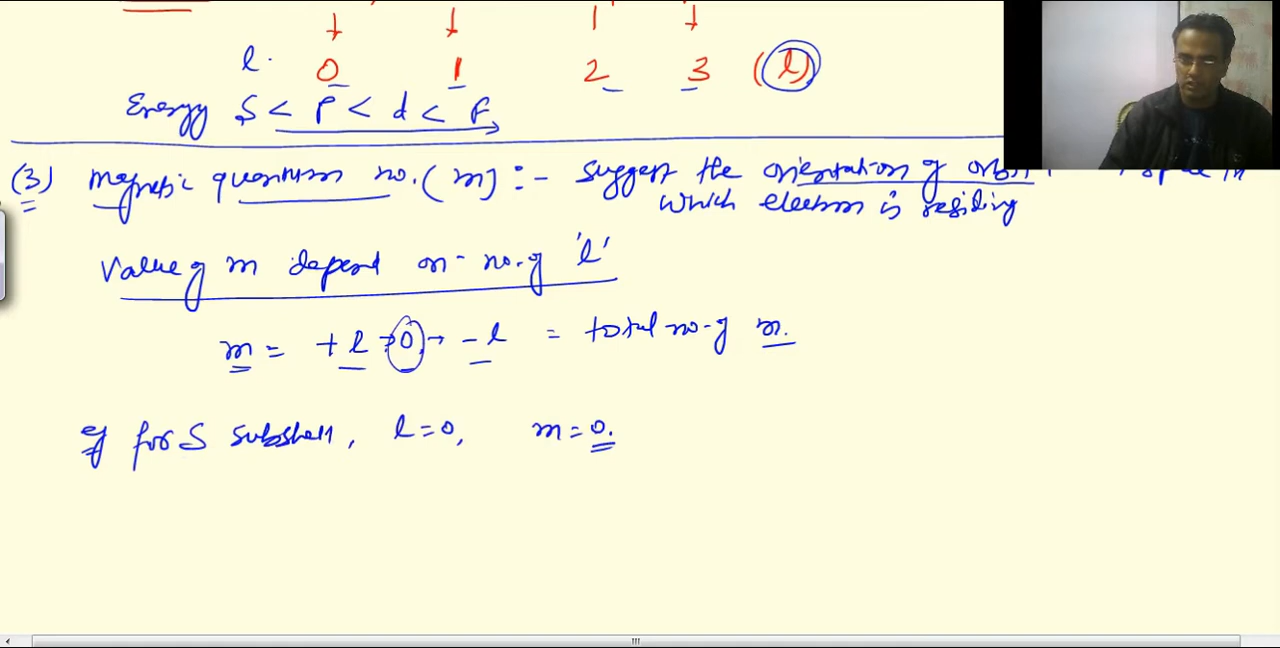 l. 0 1 2 3 (l)
Energy S < P < d < F
(3) Magnetic quantum no. (m) :- suggest the orientation of in
which electron is residing
Value of m depend on - no. of 'l'
m = + l → 0 → - l = total no. of m.
eg for S subshell, l = 0, m = 0.